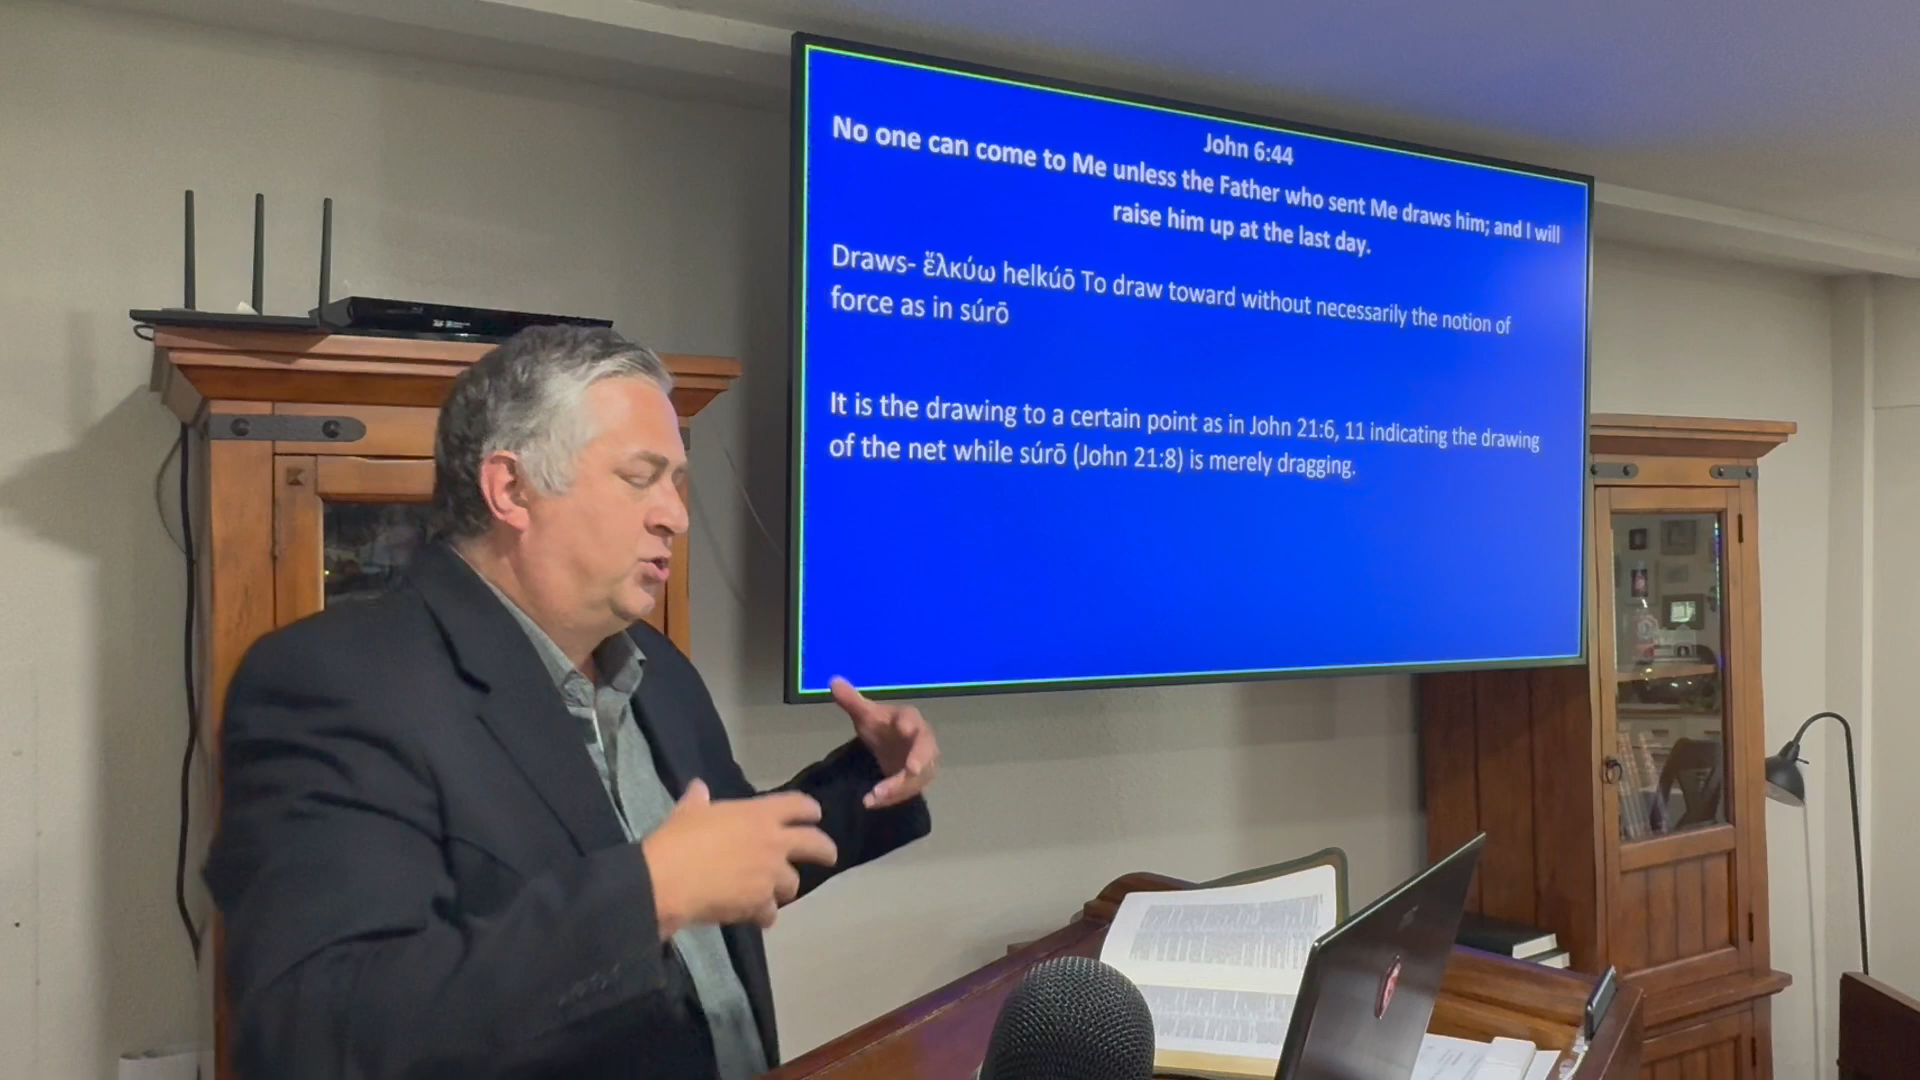 John 6:44
No one can come to Me unless the Father who sent Me draws him; and I will
raise him up at the last day.
Draws- ἕλκύω helkúō To draw toward without necessarily the notion of
force as in súrō
It is the drawing to a certain point as in John 21:6, 11 indicating the drawing
of the net while súrō (John 21:8) is merely dragging.